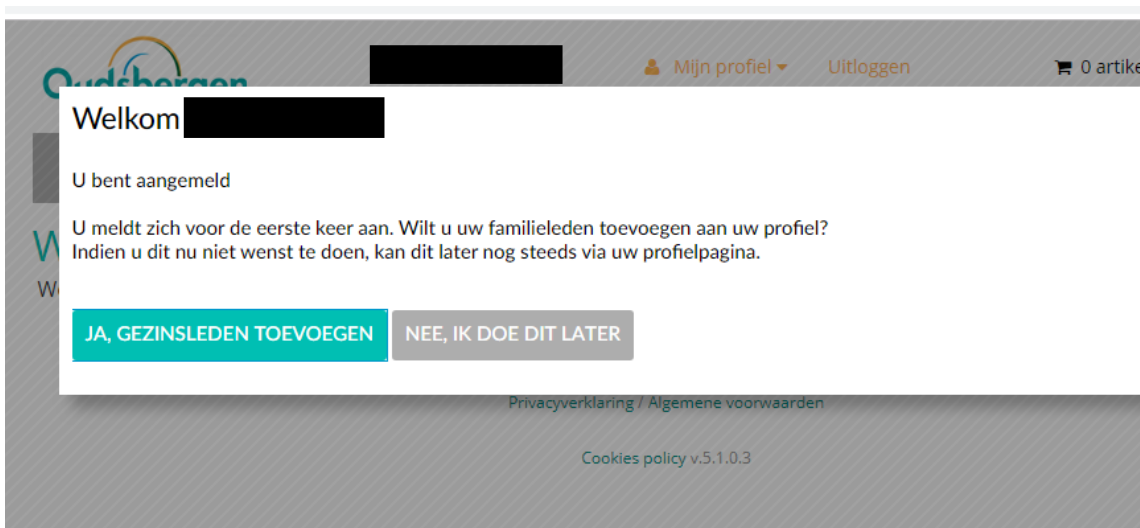 Oudsbergen
Mijn profiel
Uitloggen
0 artike
Welkom
U bent aangemeld
U meldt zich voor de eerste keer aan. Wilt u uw familieleden toevoegen aan uw profiel?
Indien u dit nu niet wenst te doen, kan dit later nog steeds via uw profielpagina.
W
We
JA, GEZINSLEDEN TOEVOEGEN
NEE, IK DOE DIT LATER
Privacyverklaring / Algemene voorwaarden
Cookies policy v.5.1.0.3